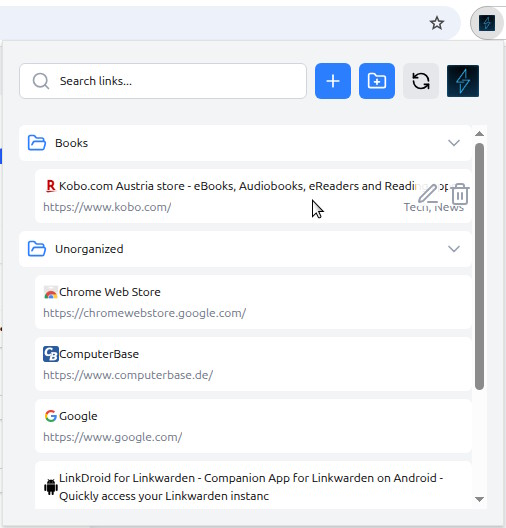 Search links...
Books
Kobo.com Austria store - eBooks, Audiobooks, eReaders and Reading
https://www.kobo.com/
Tech, News
Unorganized
Chrome Web Store
https://chromewebstore.google.com/
ComputerBase
https://www.computerbase.de/
Google
https://www.google.com/
LinkDroid for Linkwarden - Companion App for Linkwarden on Android -
Quickly access your Linkwarden instanc